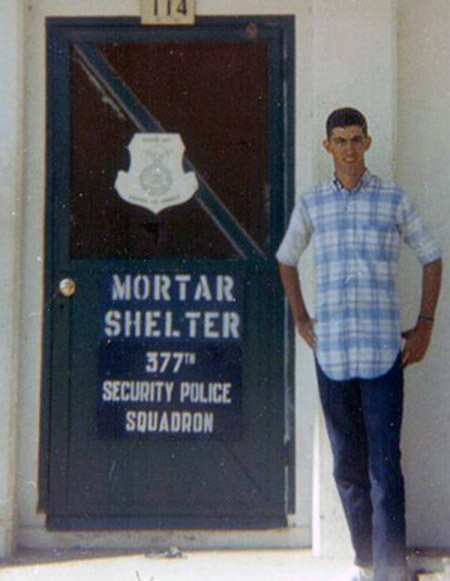 114
MORTAR
SHELTER
377TH
SECURITY POLICE
SQUADRON